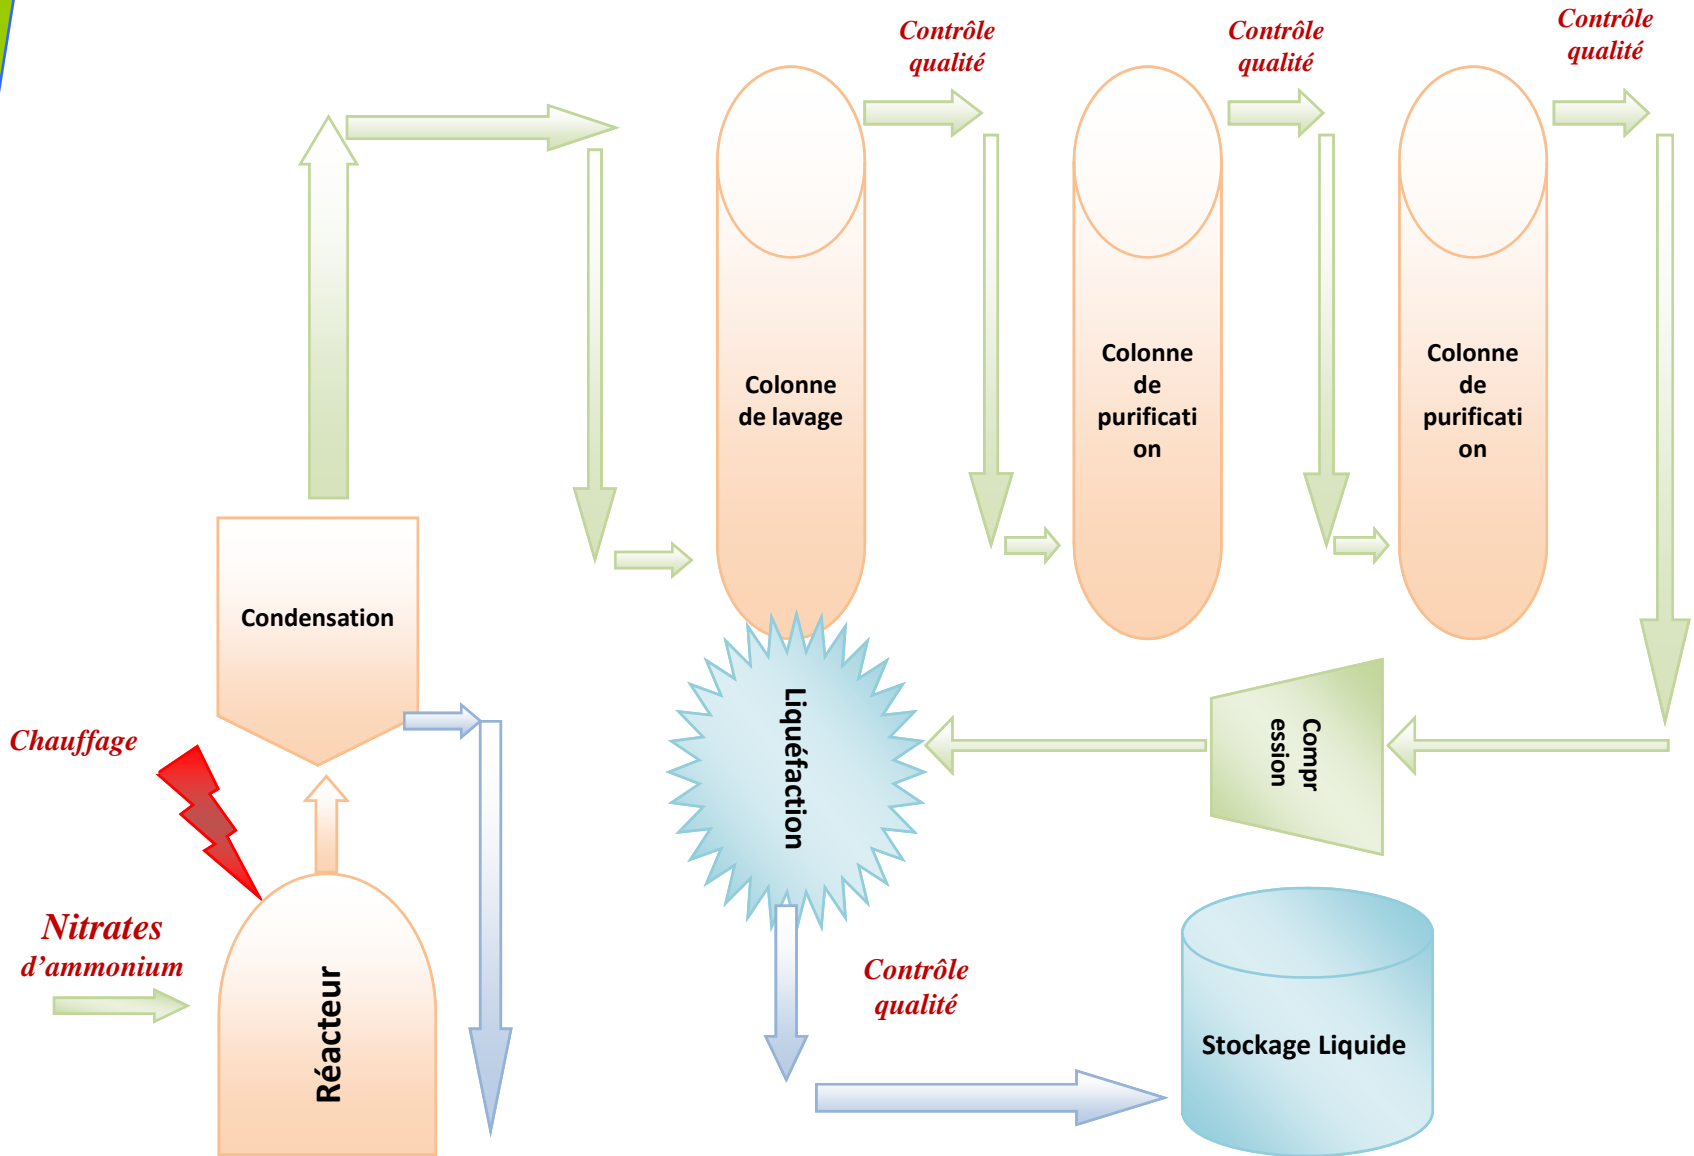 Contrôle
qualité
Contrôle
qualité
Contrôle
qualité
Colonne
de lavage
Colonne
de
purificati
on
Colonne
de
purificati
on
Condensation
Chauffage
Liquéfaction
Compr
ession
Nitrates
d'ammonium
Réacteur
Contrôle
qualité
Stockage Liquide